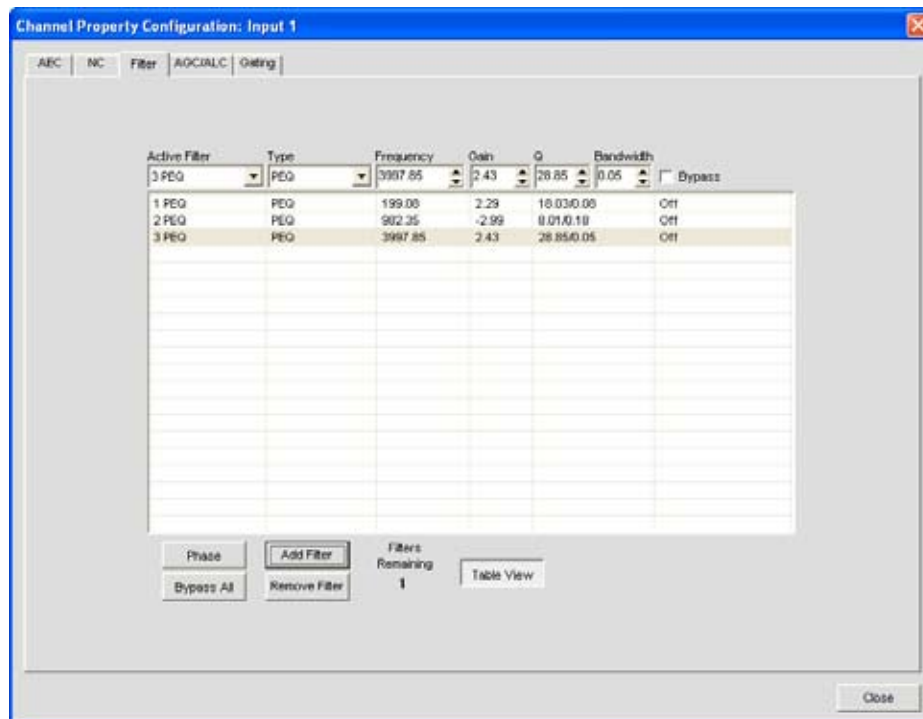 Channel Property Configuration: Input 1
AEC NC Filter AGC/ALC Gating
Active Filter Type Frequency Gain Q Bandwidth
3 PEQ PEQ 3997.85 2.43 28.85 0.05 Bypass
1 PEQ PEQ 199.08 2.29 18.03/0.08 Off
2 PEQ PEQ 982.35 -2.99 8.01/0.18 Off
3 PEQ PEQ 3997.85 2.43 28.85/0.05 Off
Phase Add Filter Filters Remaining 1 Table View
Bypass All Remove Filter
Close